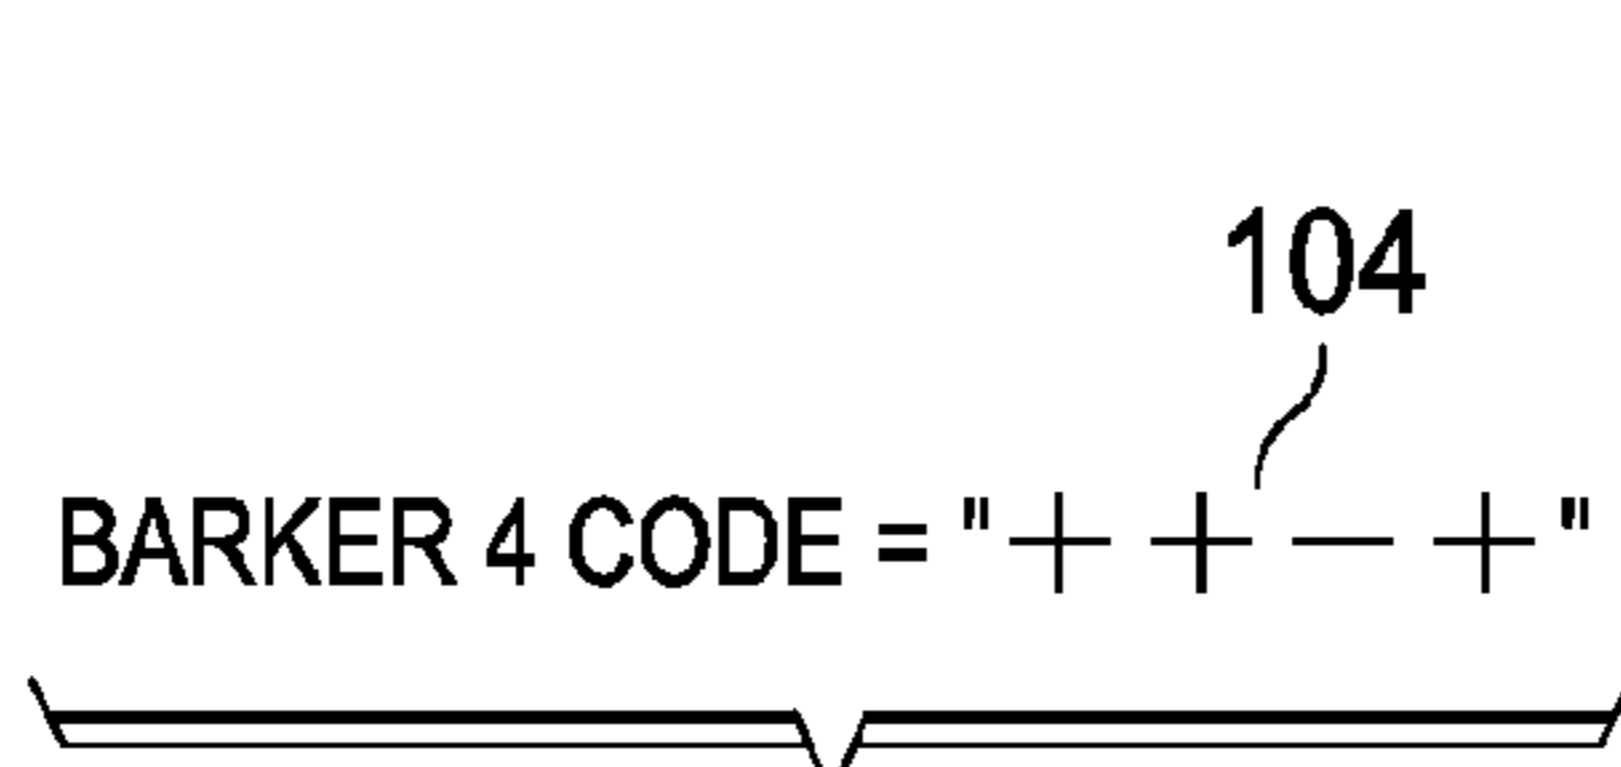 104
BARKER 4 CODE = "+ + − +"